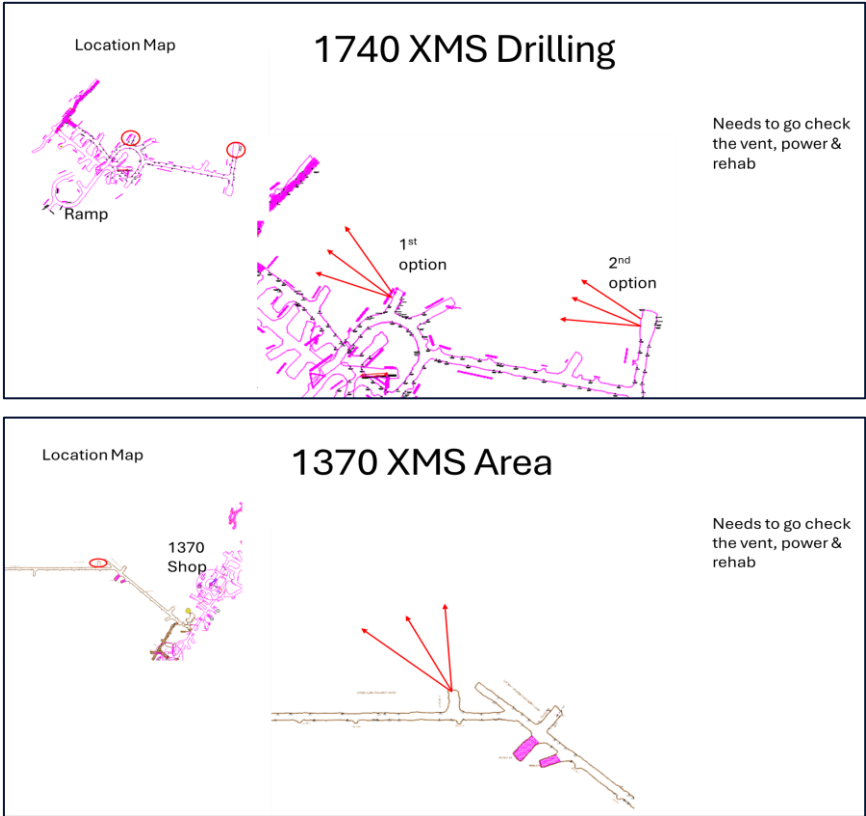 Location Map
1740 XMS Drilling
Needs to go check
the vent, power &
rehab
Ramp
1st
option
2nd
option
Location Map
1370 XMS Area
Needs to go check
the vent, power &
rehab
1370
Shop